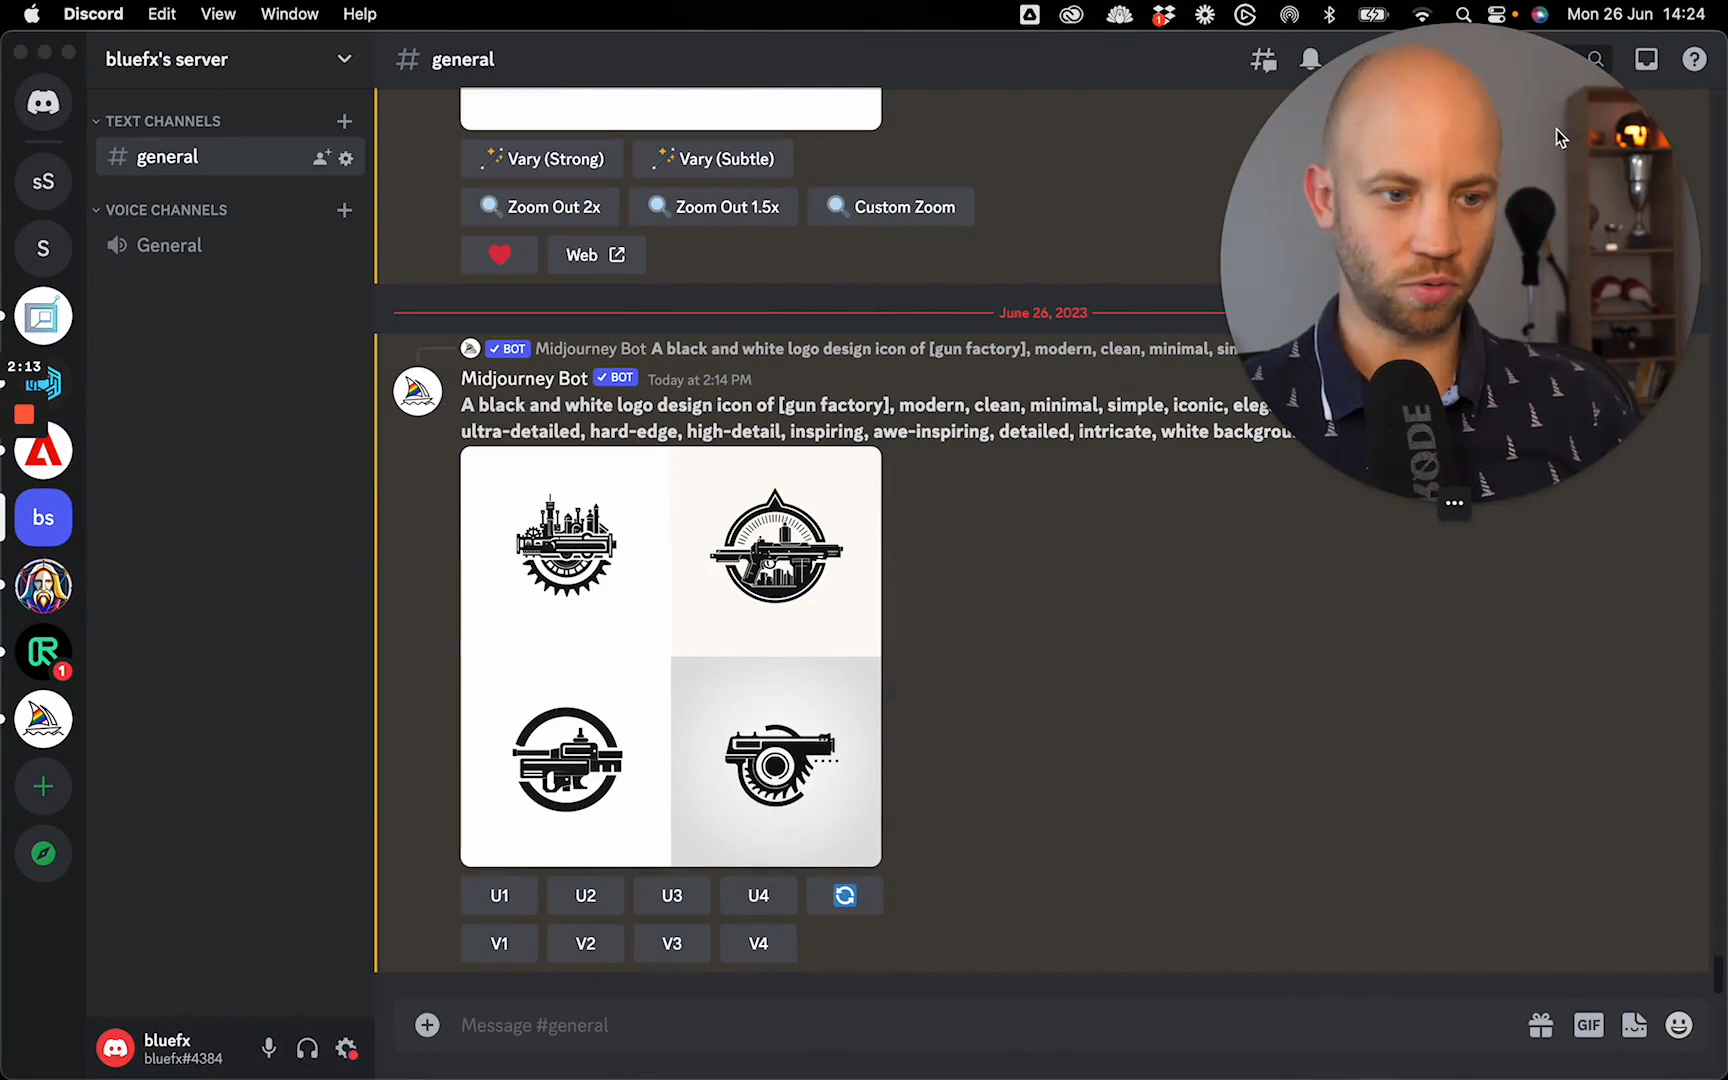 Discord Edit View Window Help
Mon 26 Jun 14:24
bluefx's server
general
TEXT CHANNELS
general
VOICE CHANNELS
General
sS
S
2:13
bs
1
1
Vary (Strong)
Vary (Subtle)
Zoom Out 2x
Zoom Out 1.5x
Custom Zoom
Web
June 26, 2023
BOT Midjourney Bot A black and white logo design icon of [gun factory], modern, clean, minimal,
Midjourney Bot BOT Today at 2:14 PM
A black and white logo design icon of [gun factory], modern, clean, minimal, simple, iconic,
ultra-detailed, hard-edge, high-detail, inspiring, awe-inspiring, detailed, intricate, white
U1 U2 U3 U4
V1 V2 V3 V4
Message #general
GIF
bluefx
bluefx#4384
RODE